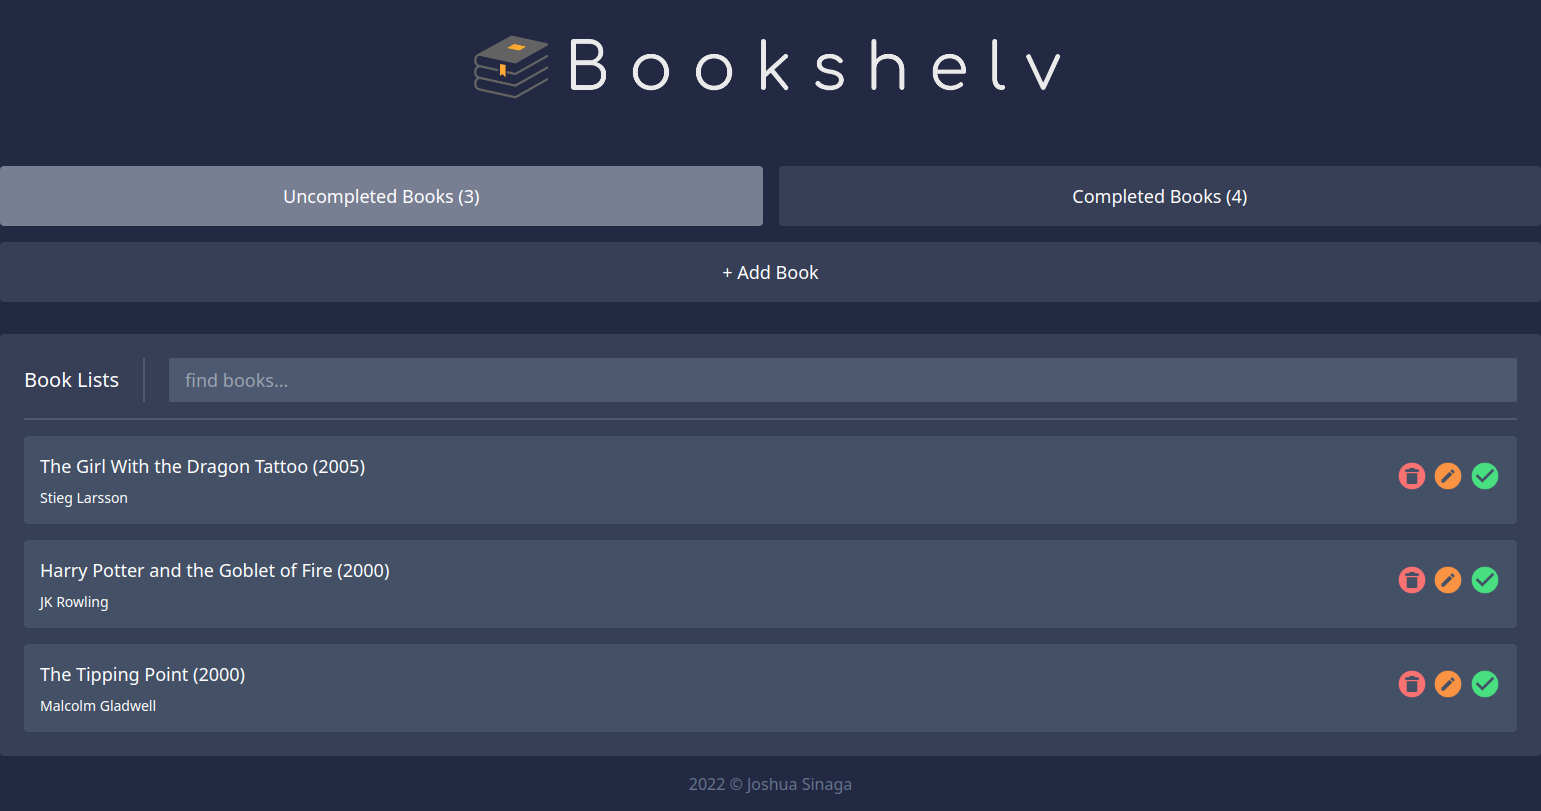 Bookshelv
Uncompleted Books (3)
Completed Books (4)
+ Add Book
Book Lists
find books...
The Girl With the Dragon Tattoo (2005)
Stieg Larsson
Harry Potter and the Goblet of Fire (2000)
JK Rowling
The Tipping Point (2000)
Malcolm Gladwell
2022 © Joshua Sinaga